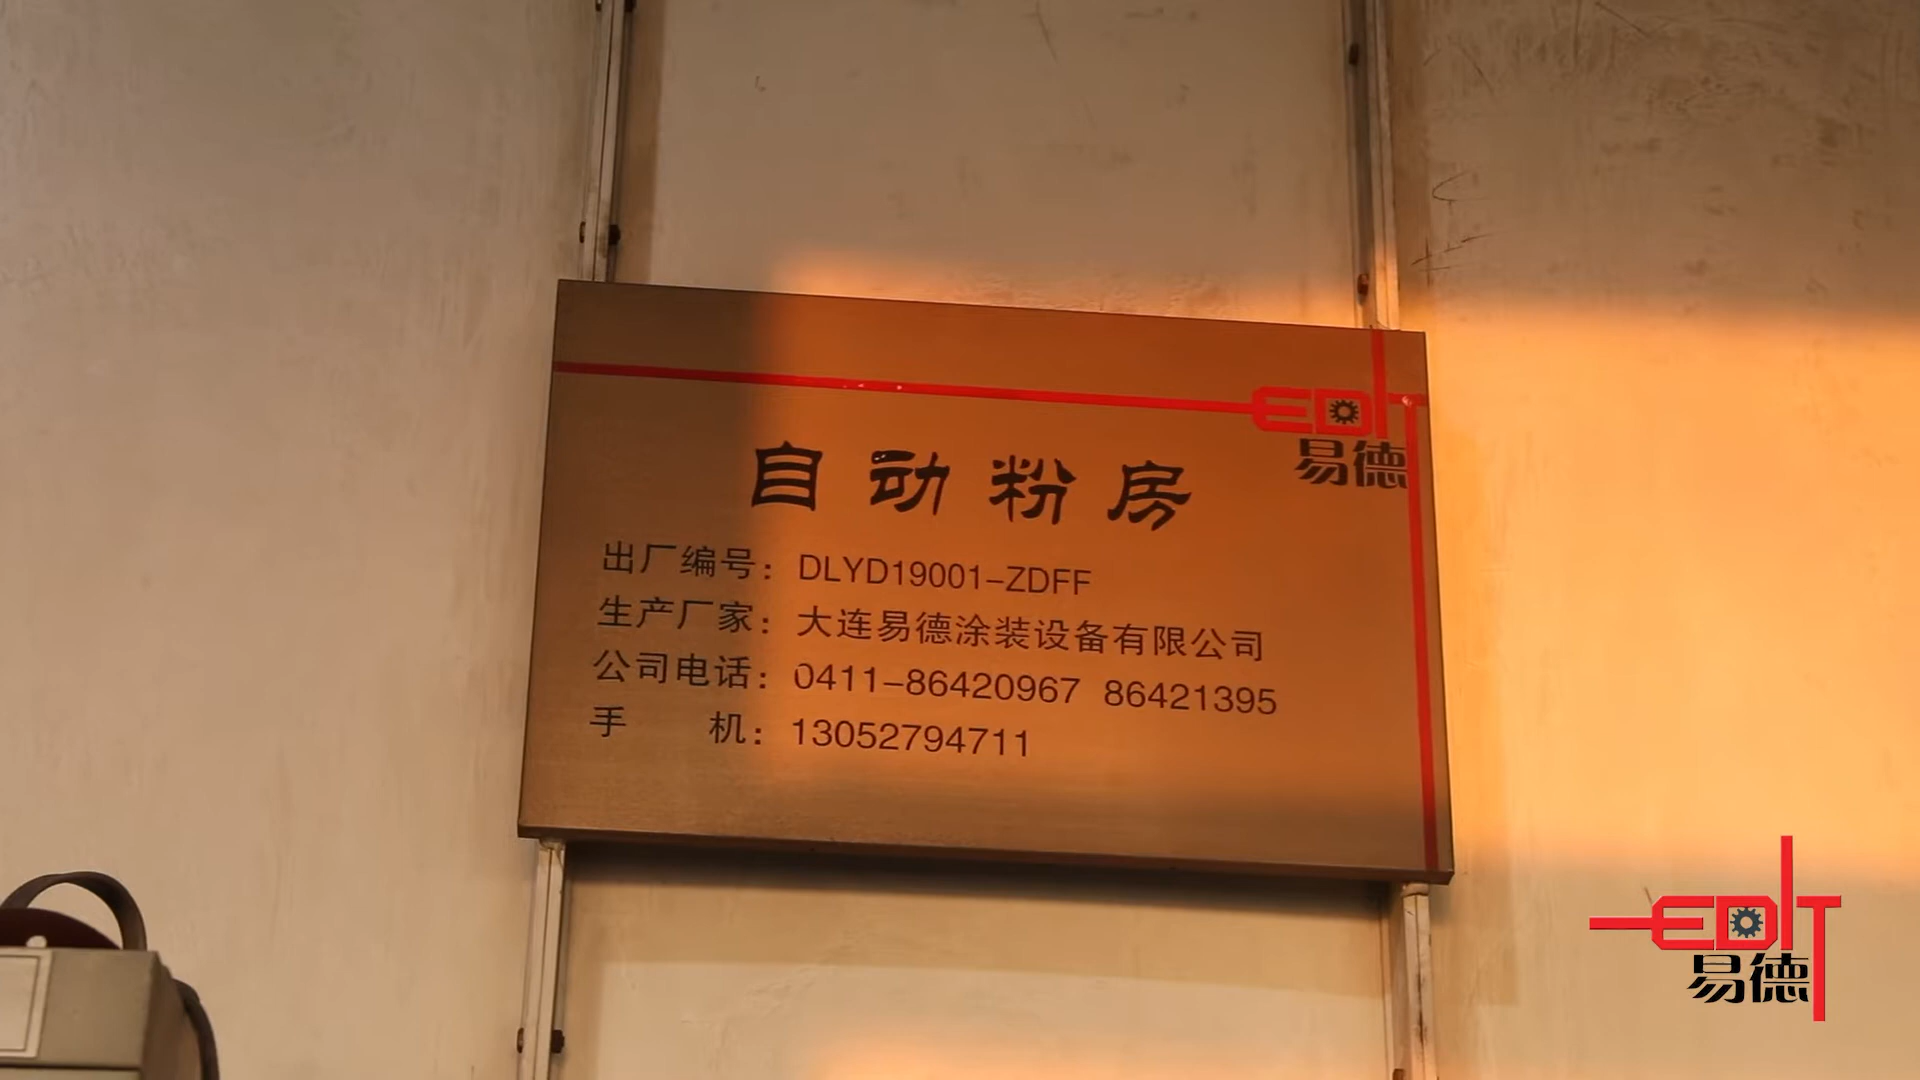 EDIT
易德
自动粉房
出厂编号：DLYD19001-ZDFF
生产厂家：大连易德涂装设备有限公司
公司电话：0411-86420967 86421395
手 机：13052794711
EDIT
易德